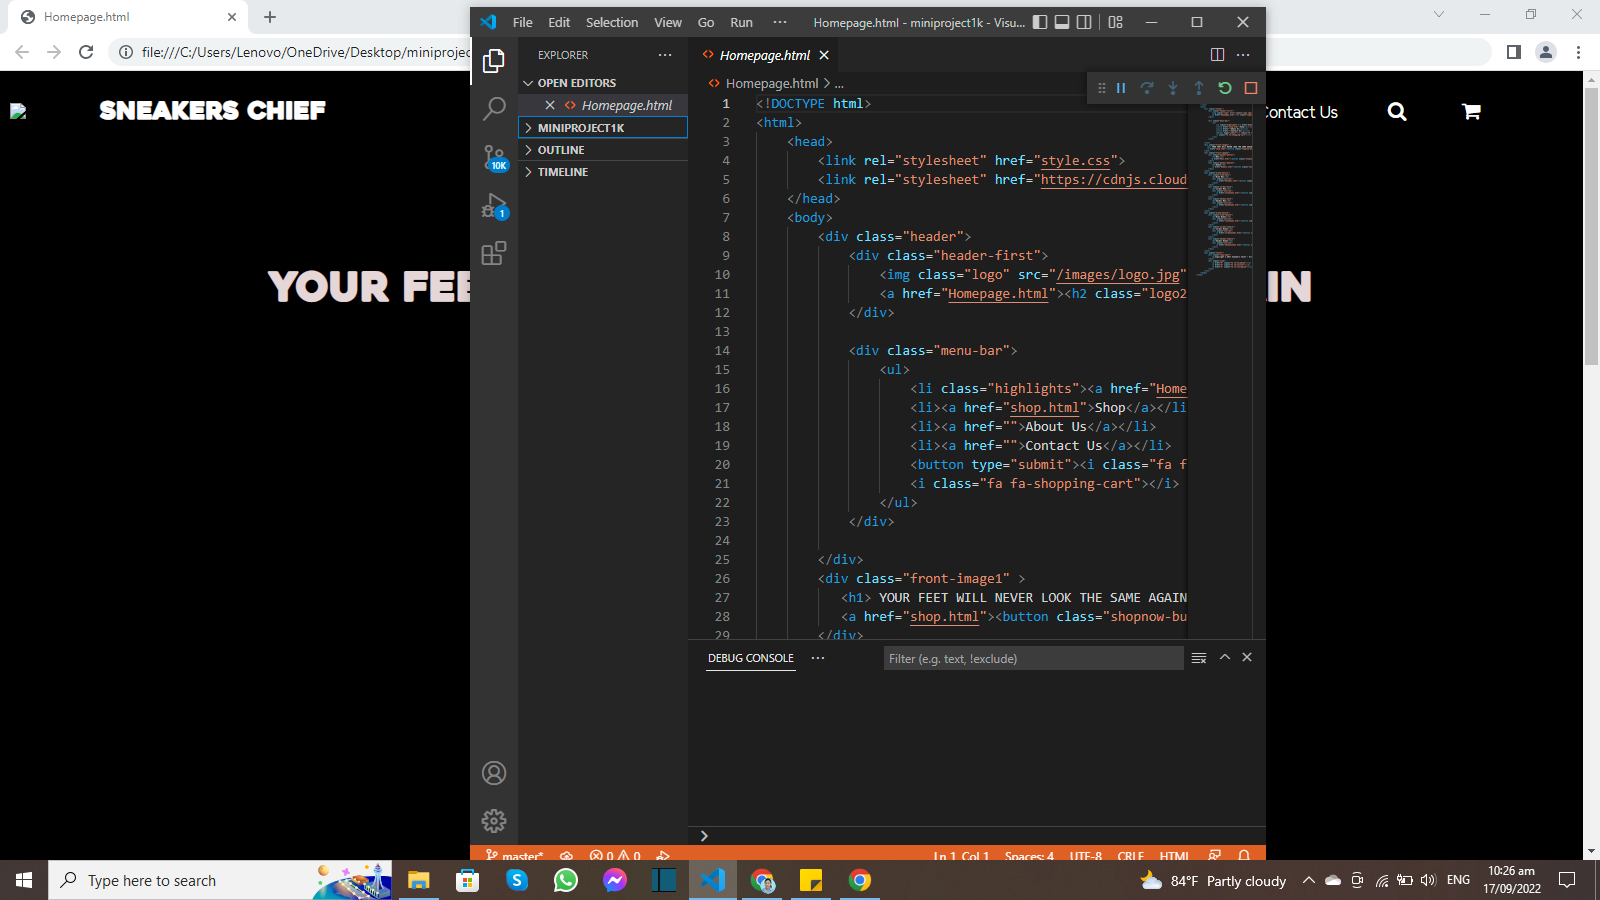 Homepage.html
file:///C:/Users/Lenovo/OneDrive/Desktop/miniprojec
SNEAKERS CHIEF
Contact Us
YOUR FEE
IN
File Edit Selection View Go Run ··· Homepage.html - miniproject1k - Visu...
EXPLORER
OPEN EDITORS
Homepage.html
MINIPROJECT1K
OUTLINE
TIMELINE
10K
1
Homepage.html
Homepage.html > ...
1 <!DOCTYPE html>
2 <html>
3 <head>
4 <link rel="stylesheet" href="style.css">
5 <link rel="stylesheet" href="https://cdnjs.cloud
6 </head>
7 <body>
8 <div class="header">
9 <div class="header-first">
10 <img class="logo" src="/images/logo.jpg"
11 <a href="Homepage.html"><h2 class="logo2
12 </div>
13
14 <div class="menu-bar">
15 <ul>
16 <li class="highlights"><a href="Home
17 <li><a href="shop.html">Shop</a></li
18 <li><a href="">About Us</a></li>
19 <li><a href="">Contact Us</a></li>
20 <button type="submit"><i class="fa f
21 <i class="fa fa-shopping-cart"></i>
22 </ul>
23 </div>
24
25 </div>
26 <div class="front-image1" >
27 <h1> YOUR FEET WILL NEVER LOOK THE SAME AGAIN
28 <a href="shop.html"><button class="shopnow-bu
29 </div>
DEBUG CONSOLE
Filter (e.g. text, !exclude)
master* 0 0 Ln 1, Col 1 Spaces: 4 UTF-8 CRLF HTML
Type here to search
84°F Partly cloudy
ENG
10:26 am
17/09/2022